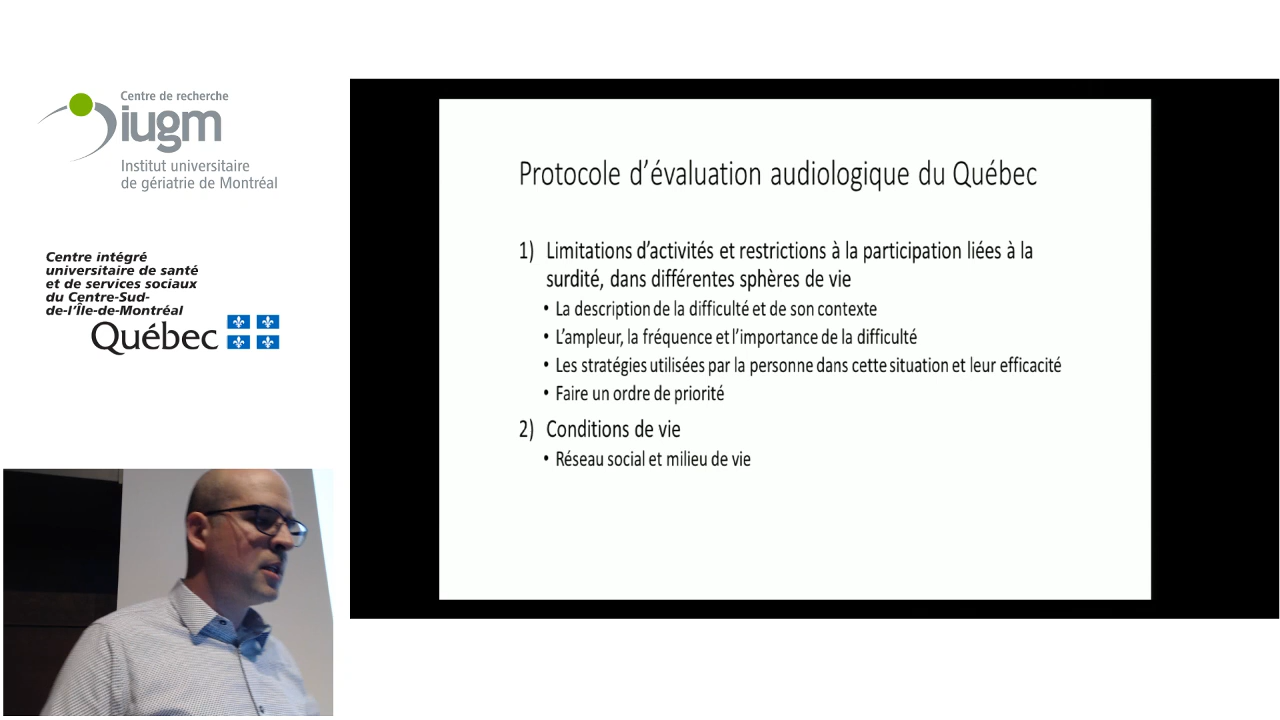 Centre de recherche
iugm
Institut universitaire
de gériatrie de Montréal
Centre intégré
universitaire de santé
et de services sociaux
du Centre-Sud-
de-l'Île-de-Montréal
Québec
Protocole d'évaluation audiologique du Québec
1) Limitations d'activités et restrictions à la participation liées à la
surdité, dans différentes sphères de vie
• La description de la difficulté et de son contexte
• L'ampleur, la fréquence et l'importance de la difficulté
• Les stratégies utilisées par la personne dans cette situation et leur efficacité
• Faire un ordre de priorité
2) Conditions de vie
• Réseau social et milieu de vie